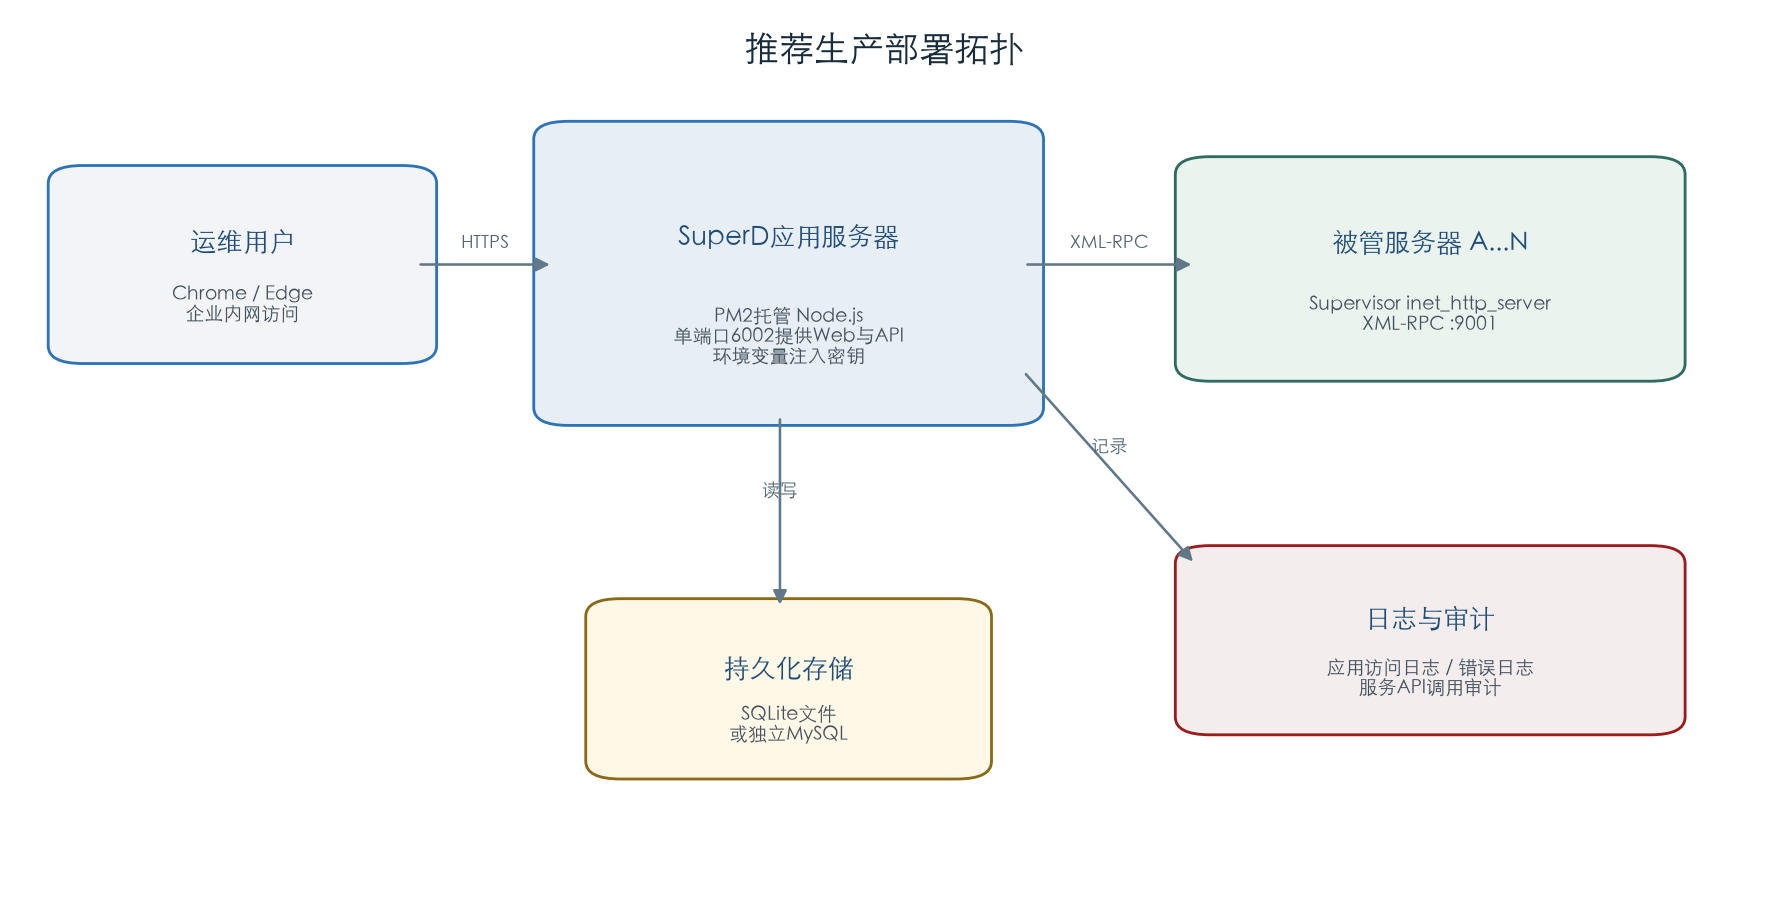 推荐生产部署拓扑
运维用户
Chrome / Edge
企业内网访问
HTTPS
SuperD应用服务器
PM2托管 Node.js
单端口6002提供Web与API
环境变量注入密钥
XML-RPC
被管服务器 A...N
Supervisor inet_http_server
XML-RPC :9001
读写
记录
持久化存储
SQLite文件
或独立MySQL
日志与审计
应用访问日志 / 错误日志
服务API调用审计